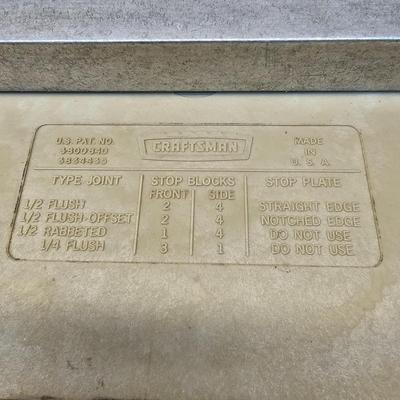 U.S. PAT. NO.
3800840
3834435
CRAFTSMAN
MADE
IN
U.S.A.
TYPE JOINT STOP BLOCKS STOP PLATE
FRONT SIDE
1/2 FLUSH 2 4 STRAIGHT EDGE
1/2 FLUSH-OFFSET 2 4 NOTCHED EDGE
1/2 RABBETED 1 4 DO NOT USE
1/4 FLUSH 3 1 DO NOT USE